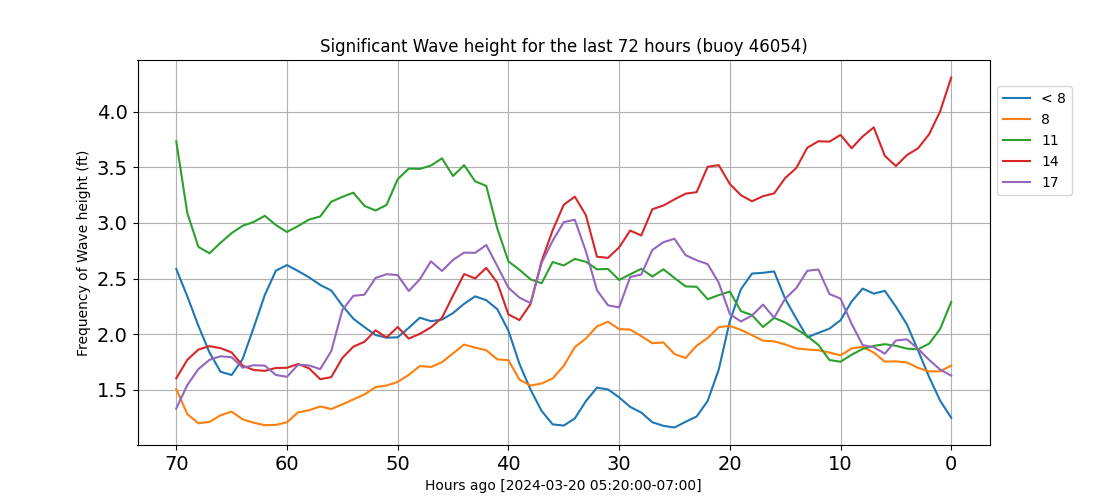 Significant Wave height for the last 72 hours (buoy 46054)
Frequency of Wave height (ft)
4.0
3.5
3.0
2.5
2.0
1.5
70 60 50 40 30 20 10 0
Hours ago [2024-03-20 05:20:00-07:00]
< 8
8
11
14
17